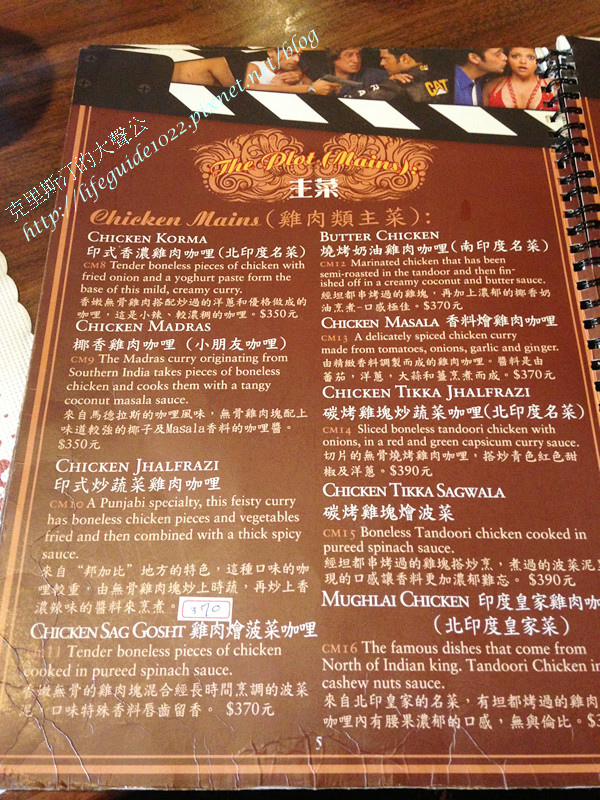 克里斯汀的大聲公
http://lifeguide1022.pixnet.net/blog
CAT
The Plot (Mains):
主菜
Chicken Mains (雞肉類主菜):
CHICKEN KORMA
印式香濃雞肉咖哩(北印度名菜)
CM8 Tender boneless pieces of chicken with
fried onion and a yoghurt paste form the
base of this mild, creamy curry.
香嫩無骨雞肉搭配炒過的洋蔥和優格做成的
咖哩，這是小辣、較濃稠的咖哩。$350元
CHICKEN MADRAS
椰香雞肉咖哩 (小朋友咖哩)
CM9 The Madras curry originating from
Southern India takes pieces of boneless
chicken and cooks them with a tangy
coconut masala sauce.
來自馬德拉斯的咖哩風味，無骨雞肉塊配上
味道較強的椰子及Masala香料的咖哩醬。
$350元
CHICKEN JHALFRAZI
印式炒蔬菜雞肉咖哩
CM10 A Punjabi specialty, this feisty curry
has boneless chicken pieces and vegetables
fried and then combined with a thick spicy
sauce.
來自“邦加比”地方的特色，這種口味的咖
哩較重，由無骨雞肉塊炒上時蔬，再炒上香
濃辣味的醬料來烹煮。370
CHICKEN SAG GOSHT 雞肉燴菠菜咖哩
CM11 Tender boneless pieces of chicken
cooked in pureed spinach sauce.
香嫩無骨的雞肉塊混合經長時間烹調的波菜
泥，口味特殊香料唇齒留香。 $370元
BUTTER CHICKEN
燒烤奶油雞肉咖哩(南印度名菜)
CM12 Marinated chicken that has been
semi-roasted in the tandoor and then fin-
ished off in a creamy coconut and butter sauce.
經坦都串烤過的雞塊，再加上濃郁的椰香奶
油烹煮-口感極佳。$370元
CHICKEN MASALA 香料燴雞肉咖哩
CM13 A delicately spiced chicken curry
made from tomatoes, onions, garlic and ginger.
由精緻香料調製而成的雞肉咖哩。醬料是由
蕃茄，洋蔥，大蒜和薑烹煮而成。$370元
CHICKEN TIKKA JHALFRAZI
碳烤雞塊炒蔬菜咖哩(北印度名菜)
CM14 Sliced boneless tandoori chicken with
onions, in a red and green capsicum curry sauce.
切片的無骨燒烤雞肉咖哩，搭炒青色紅色甜
椒及洋蔥。$390元
CHICKEN TIKKA SAGWALA
碳烤雞塊燴波菜
CM15 Boneless Tandoori chicken cooked in
pureed spinach sauce.
經坦都串烤過的雞塊搭炒烹，煮過的波菜泥呈
現的口感讓香料更加濃郁難忘。 $390元
MUGHLAI CHICKEN 印度皇家雞肉咖
(北印度皇家菜)
CM16 The famous dishes that come from
North of Indian king. Tandoori Chicken in
cashew nuts sauce.
來自北印度皇家的名菜，有坦都烤過的雞肉
咖哩內有腰果濃郁的口感，無與倫比。$3
5